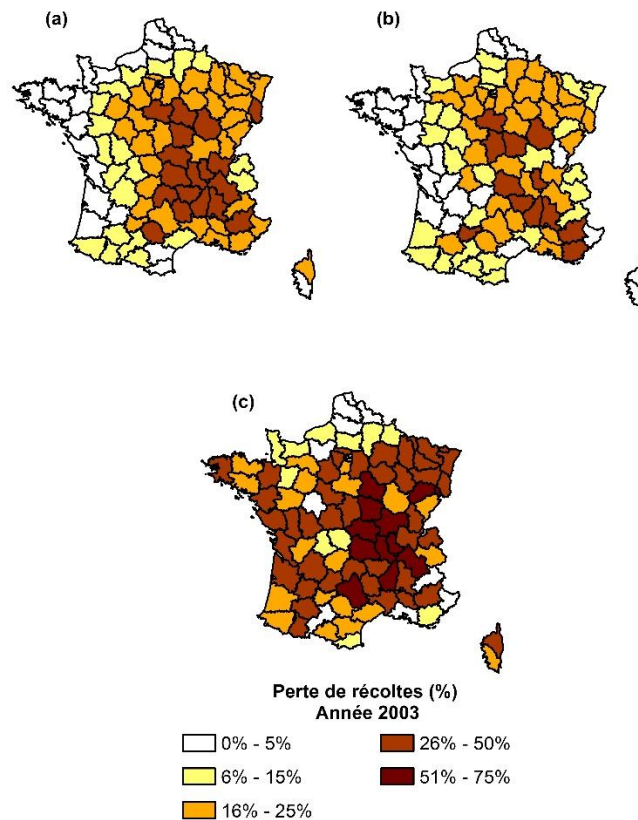 (a)
(b)
(c)
Perte de récoltes (%)
Année 2003
0% - 5%
26% - 50%
6% - 15%
51% - 75%
16% - 25%